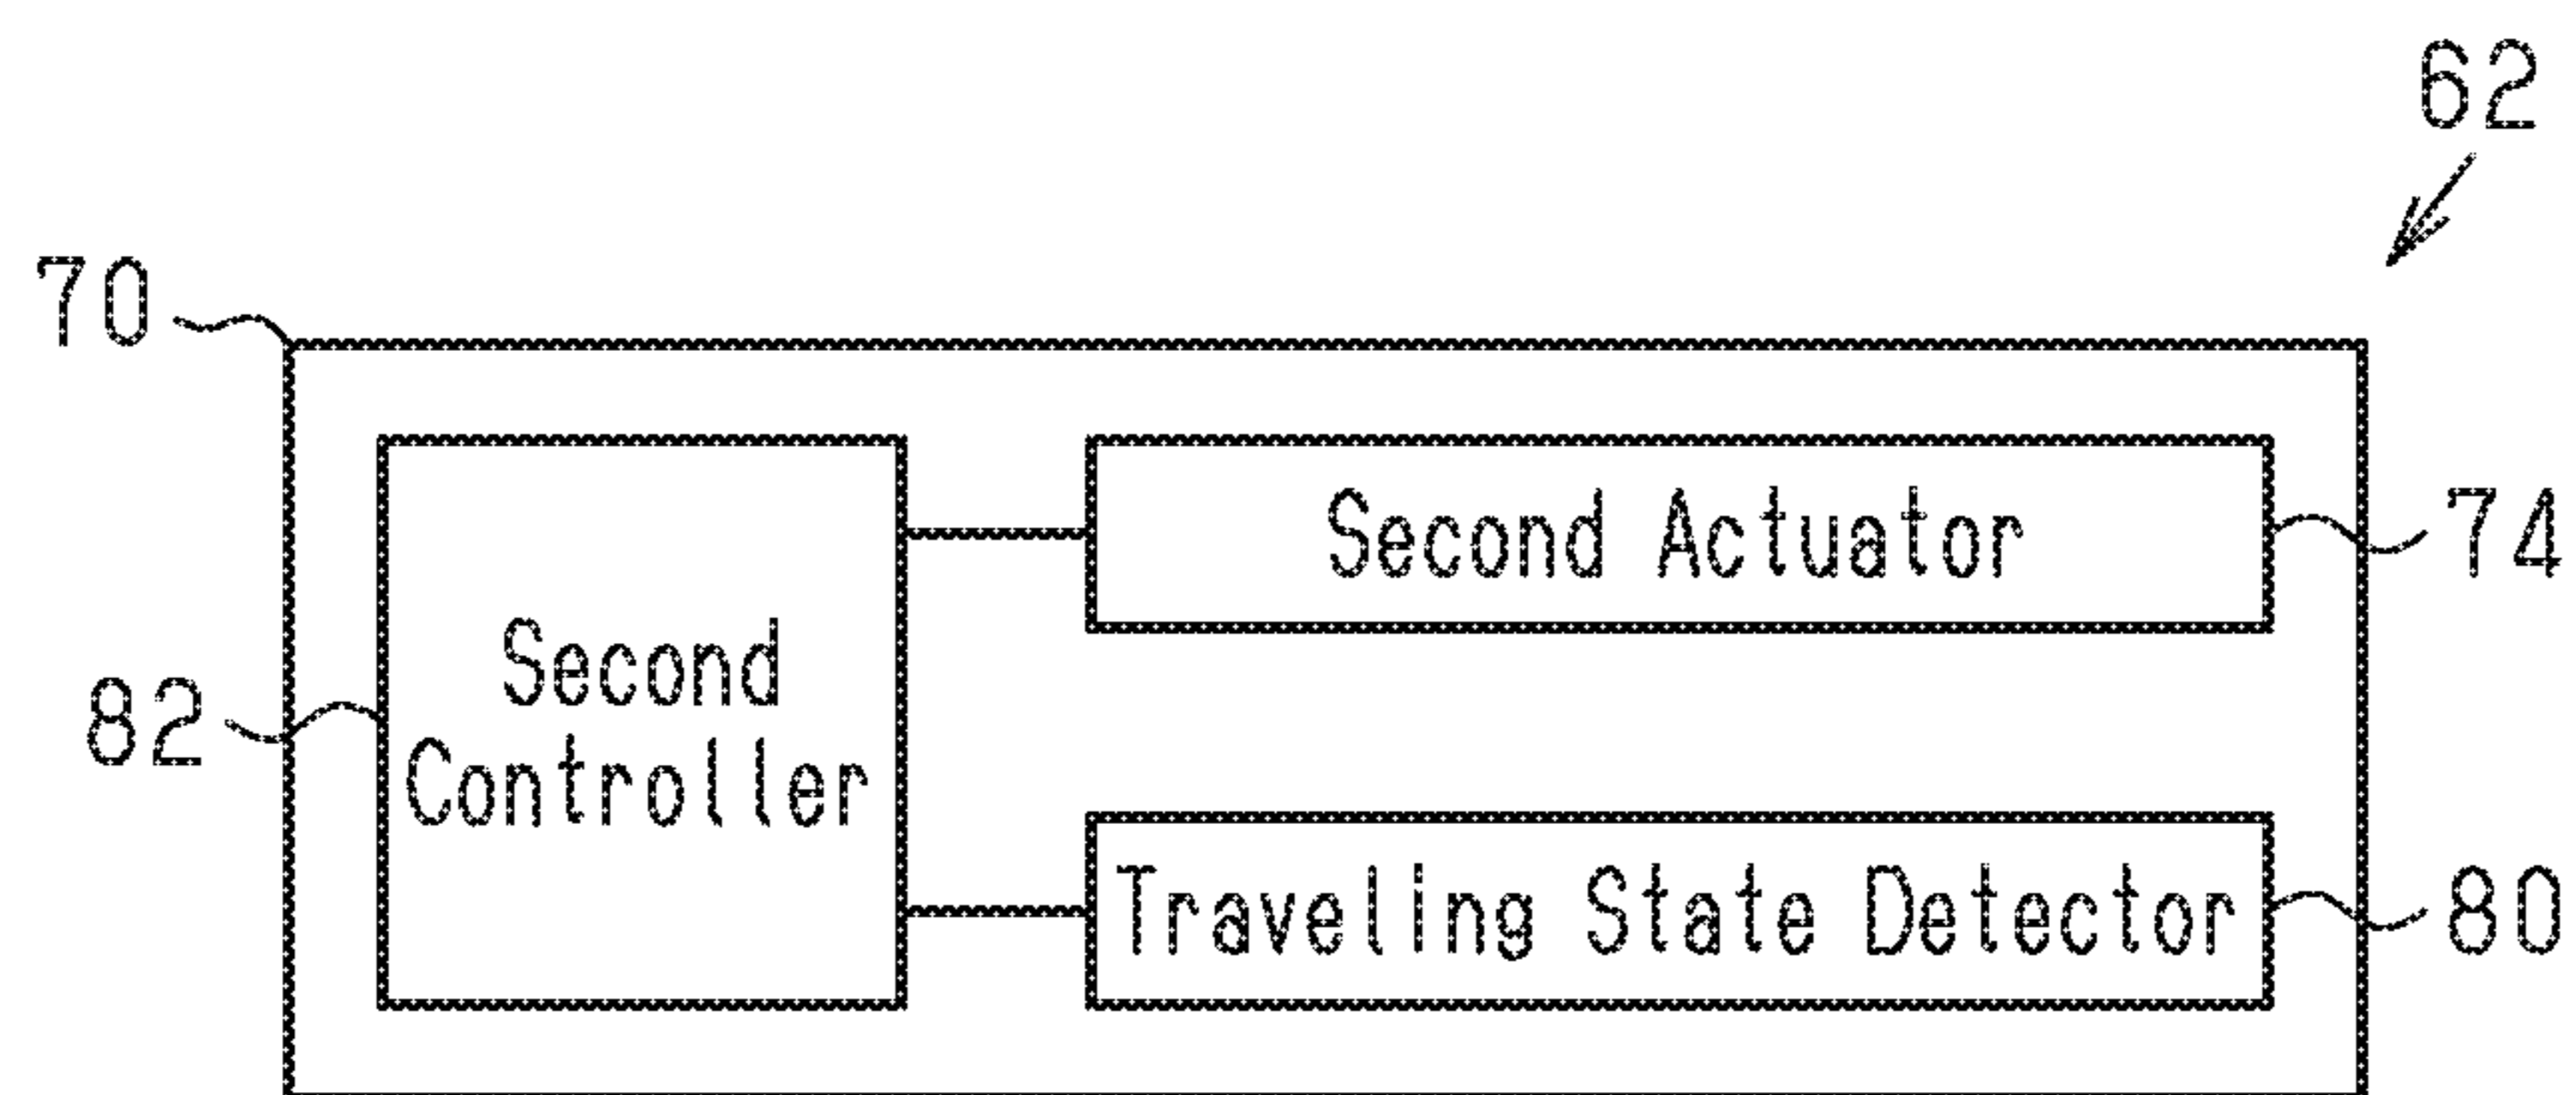 62
70
Second Actuator
74
Second
Controller
82
Traveling State Detector
80